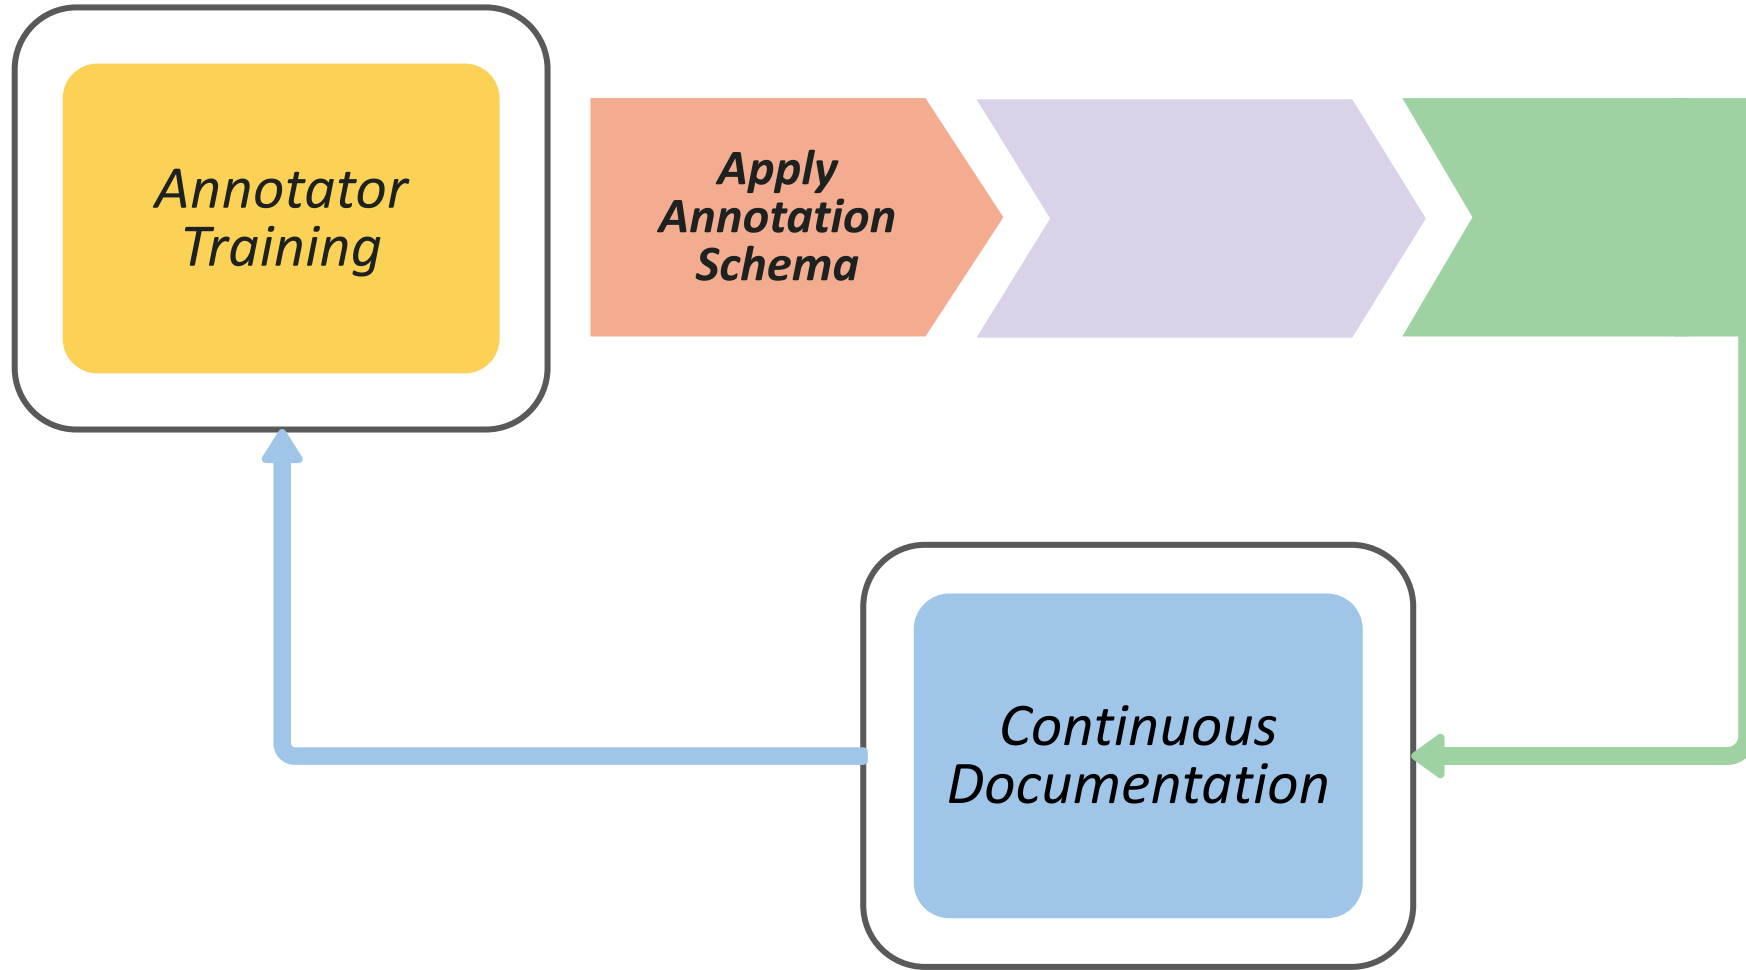 Annotator
Training
Apply
Annotation
Schema
Continuous
Documentation